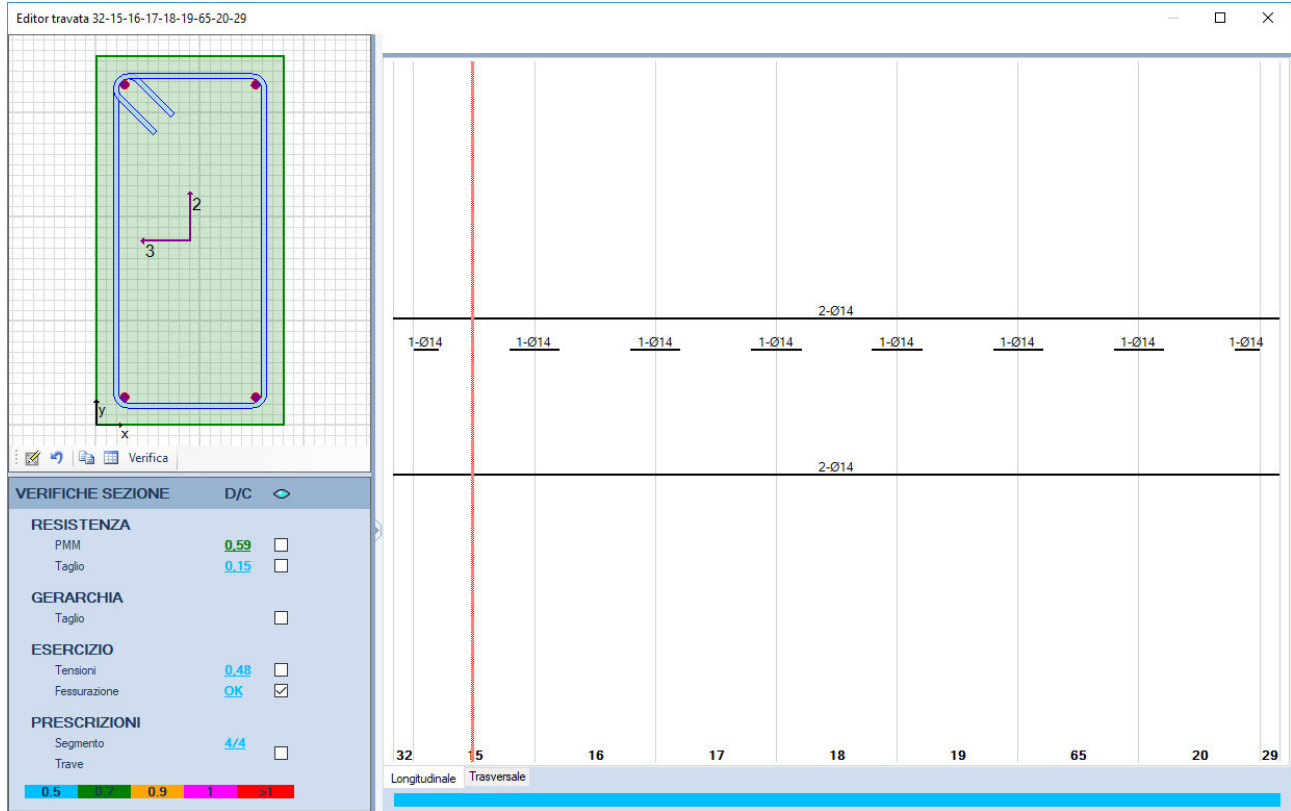 Editor travata 32-15-16-17-18-19-65-20-29
2
3
y
x
Verifica
VERIFICHE SEZIONE D/C
RESISTENZA
PMM 0,59
Taglio 0,15
GERARCHIA
Taglio
ESERCIZIO
Tensioni 0,48
Fessurazione OK
PRESCRIZIONI
Segmento 4/4
Trave
0.5 0.7 0.9 1 >1
2-Ø14
1-Ø14 1-Ø14 1-Ø14 1-Ø14 1-Ø14 1-Ø14 1-Ø14 1-Ø14
2-Ø14
32 15 16 17 18 19 65 20 29
Longitudinale Trasversale